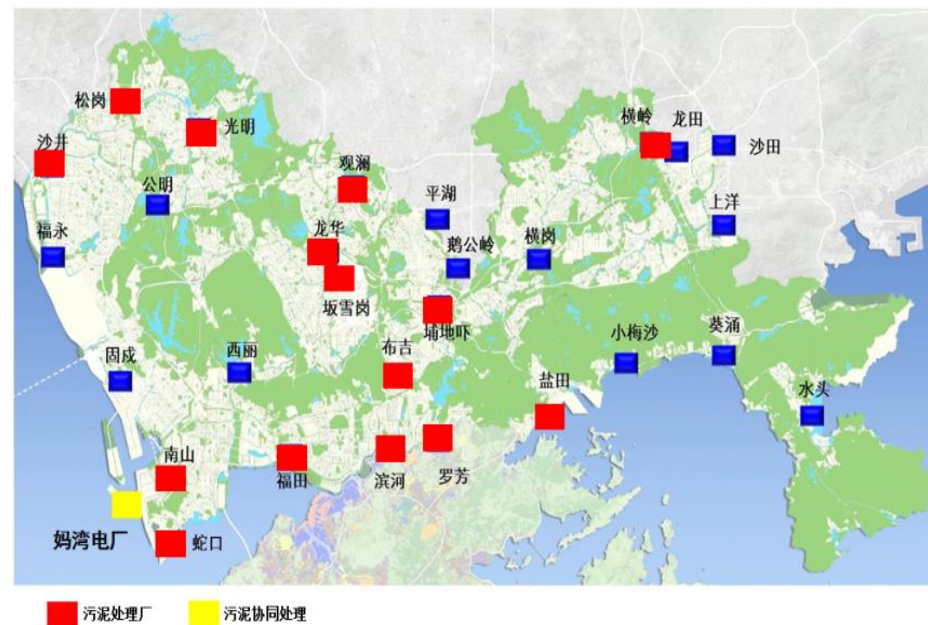 松岗
光明
沙井
公明
福永
观澜
平湖
横岭
龙田
沙田
上洋
龙华
鹅公岭
横岗
坂雪岗
埔地吓
布吉
小梅沙
葵涌
固戍
西丽
盐田
水头
南山
福田
滨河
罗芳
妈湾电厂
蛇口
污泥处理厂
污泥协同处理